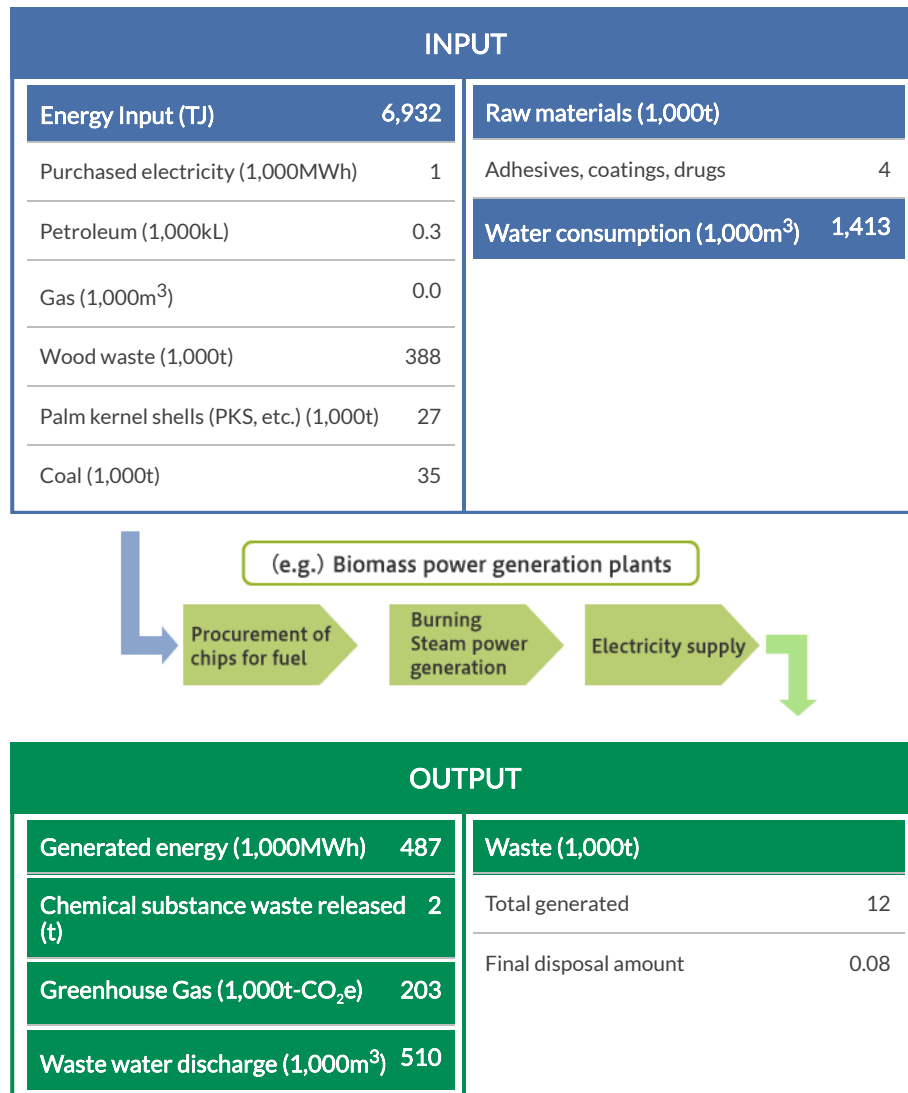 INPUT
Energy Input (TJ) 6,932
Purchased electricity (1,000MWh) 1
Petroleum (1,000kL) 0.3
Gas (1,000m³) 0.0
Wood waste (1,000t) 388
Palm kernel shells (PKS, etc.) (1,000t) 27
Coal (1,000t) 35
Raw materials (1,000t)
Adhesives, coatings, drugs 4
Water consumption (1,000m³) 1,413
(e.g.) Biomass power generation plants
Procurement of
chips for fuel
Burning
Steam power
generation
Electricity supply
OUTPUT
Generated energy (1,000MWh) 487
Chemical substance waste released 2
(t)
Greenhouse Gas (1,000t-CO₂e) 203
Waste water discharge (1,000m³) 510
Waste (1,000t)
Total generated 12
Final disposal amount 0.08